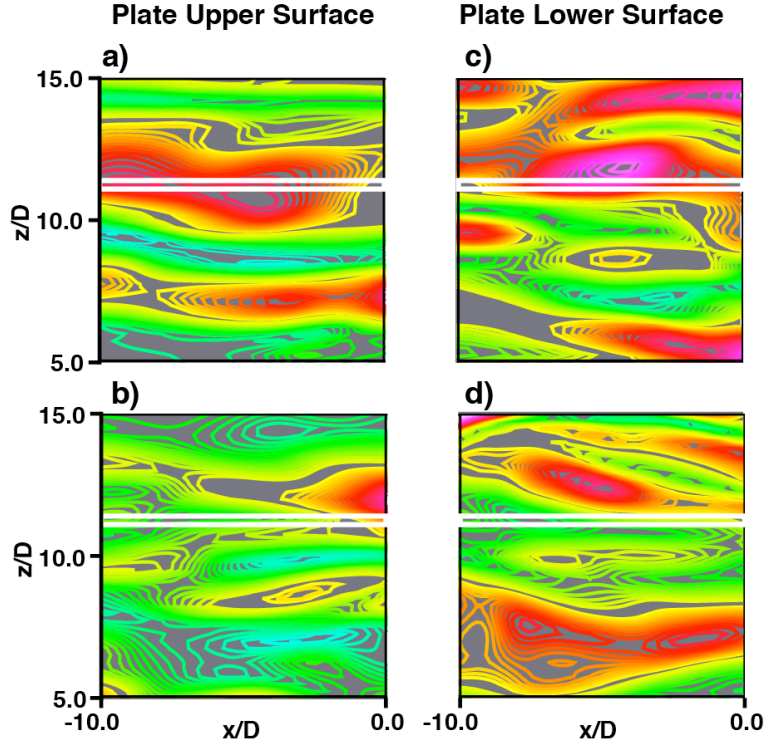 Plate Upper Surface Plate Lower Surface
a) c)
15.0
z/D
10.0
5.0
b) d)
15.0
z/D
10.0
5.0
-10.0 x/D 0.0 -10.0 x/D 0.0